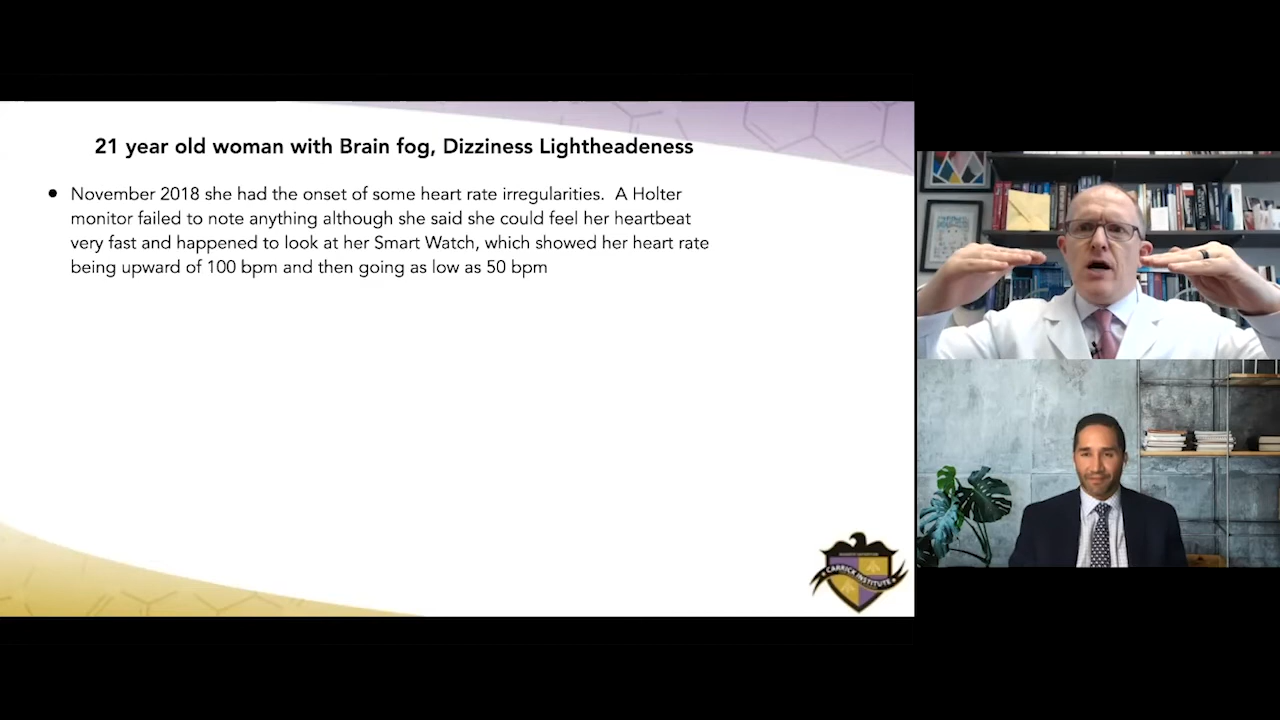 21 year old woman with Brain fog, Dizziness Lightheadeness
● November 2018 she had the onset of some heart rate irregularities. A Holter
monitor failed to note anything although she said she could feel her heartbeat
very fast and happened to look at her Smart Watch, which showed her heart rate
being upward of 100 bpm and then going as low as 50 bpm
CARRICK INSTITUTE